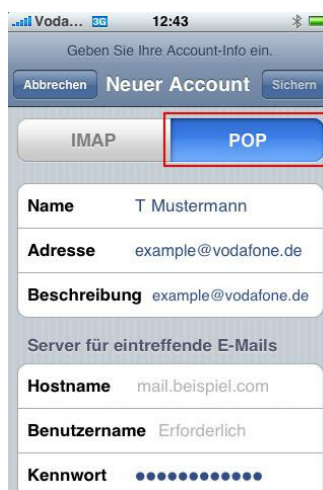 Voda... 3G 12:43
Geben Sie Ihre Account-Info ein.
Abbrechen Neuer Account Sichern
IMAP POP
Name T Mustermann
Adresse example@vodafone.de
Beschreibung example@vodafone.de
Server für eintreffende E-Mails
Hostname mail.beispiel.com
Benutzername Erforderlich
Kennwort ●●●●●●●●●●●●